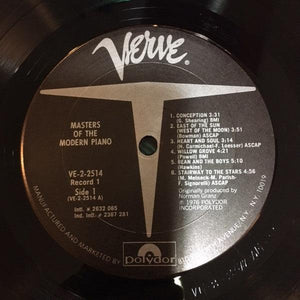 Verve
MASTERS
OF THE
MODERN PIANO
VE-2-2514
Record 1
Side 1
(VE-2-2514 A)
Intl. # 2632 085
Ind. Intl. # 2367 281
1. CONCEPTION 3:31
(G. Shearing) BMI
2. EAST OF THE SUN
(WEST OF THE MOON) 3:51
(Bowman) ASCAP
3. HEART AND SOUL 3:14
(H. Carmichael-F. Loesser) ASCAP
4. WILLOW GROVE 4:21
(Powell) BMI
5. BEAN AND THE BOYS 5:10
(Hawkins)
6. STAIRWAY TO THE STARS 4:56
(M. Melneck-M. Parish-
F. Signorelli) ASCAP
Originally produced by
Norman Granz
℗ 1976 POLYDOR
INCORPORATED
MANUFACTURED AND MARKETED BY
polydor
AVENUE, N.Y., N.Y. 10019